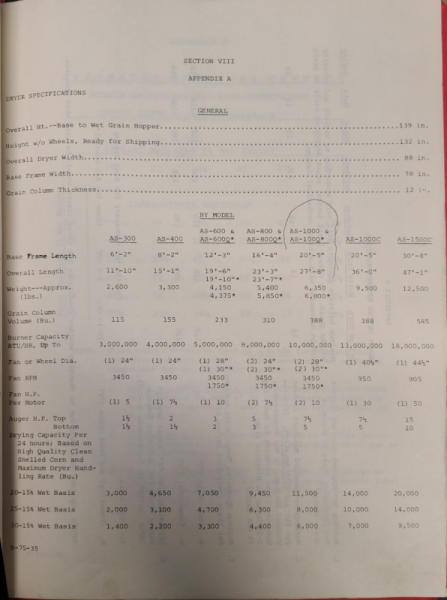 SECTION VIII
APPENDIX A
DRYER SPECIFICATIONS
GENERAL
Overall Ht.--Base to Wet Grain Hopper 139 in.
Height w/o Wheels, Ready for Shipping 132 in.
Overall Dryer Width 88 in.
Base Frame Width 78 in.
Grain Column Thickness 12 in.
BY MODEL
AS-600 & AS-800 & AS-1000 &
AS-300 AS-400 AS-600Q* AS-800Q* AS-100Q* AS-1000C AS-1500C
Base Frame Length 6'-2" 8'-2" 12'-3" 16'-4" 20'-5" 20'-5" 30'-8"
Overall Length 11'-10" 15'-1" 19'-6" 23'-3" 27'-8" 36'-0" 47'-1"
19'-10"* 23'-7"*
Weight---Approx. 2,600 3,300 4,150 5,400 6,350 9,500 12,500
(lbs.) 4,375* 5,850* 6,800*
Grain Column
Volume (Bu.) 115 155 233 310 388 388 585
Burner Capacity
BTU/HR, Up To 3,000,000 4,000,000 5,000,000 8,000,000 10,000,000 13,000,000 18,000,000
Fan or Wheel Dia. (1) 24" (1) 24" (1) 28" (2) 24" (2) 28" (1) 40½" (1) 44½"
(1) 30"* (2) 30"* (2) 30"*
Fan RPM 3450 3450 3450 3450 3450 950 905
1750* 1750* 1750*
Fan H.P.
Per Motor (1) 5 (1) 7½ (1) 10 (2) 7½ (2) 10 (1) 30 (1) 50
Auger H.P. Top 1½ 2 3 5 7½ 7½ 15
Bottom 1½ 1½ 2 3 5 5 10
Drying Capacity Per
24 hours; Based on
High Quality Clean
Shelled Corn and
Maximum Dryer Hand-
ling Rate (Bu.)
20-15% Wet Basis 3,000 4,650 7,050 9,450 11,500 14,000 20,000
25-15% Wet Basis 2,000 3,100 4,700 6,300 8,000 10,000 14,000
30-15% Wet Basis 1,400 2,200 3,300 4,400 6,000 7,000 9,500
-75-35